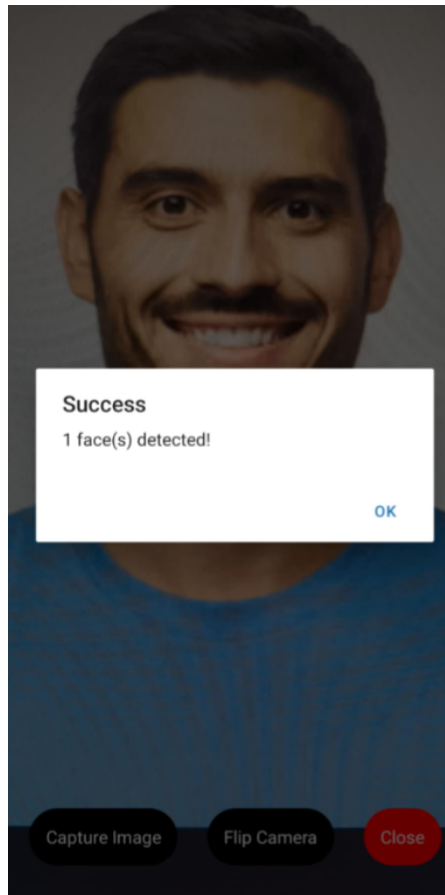 Success
1 face(s) detected!
OK
Capture Image
Flip Camera
Close